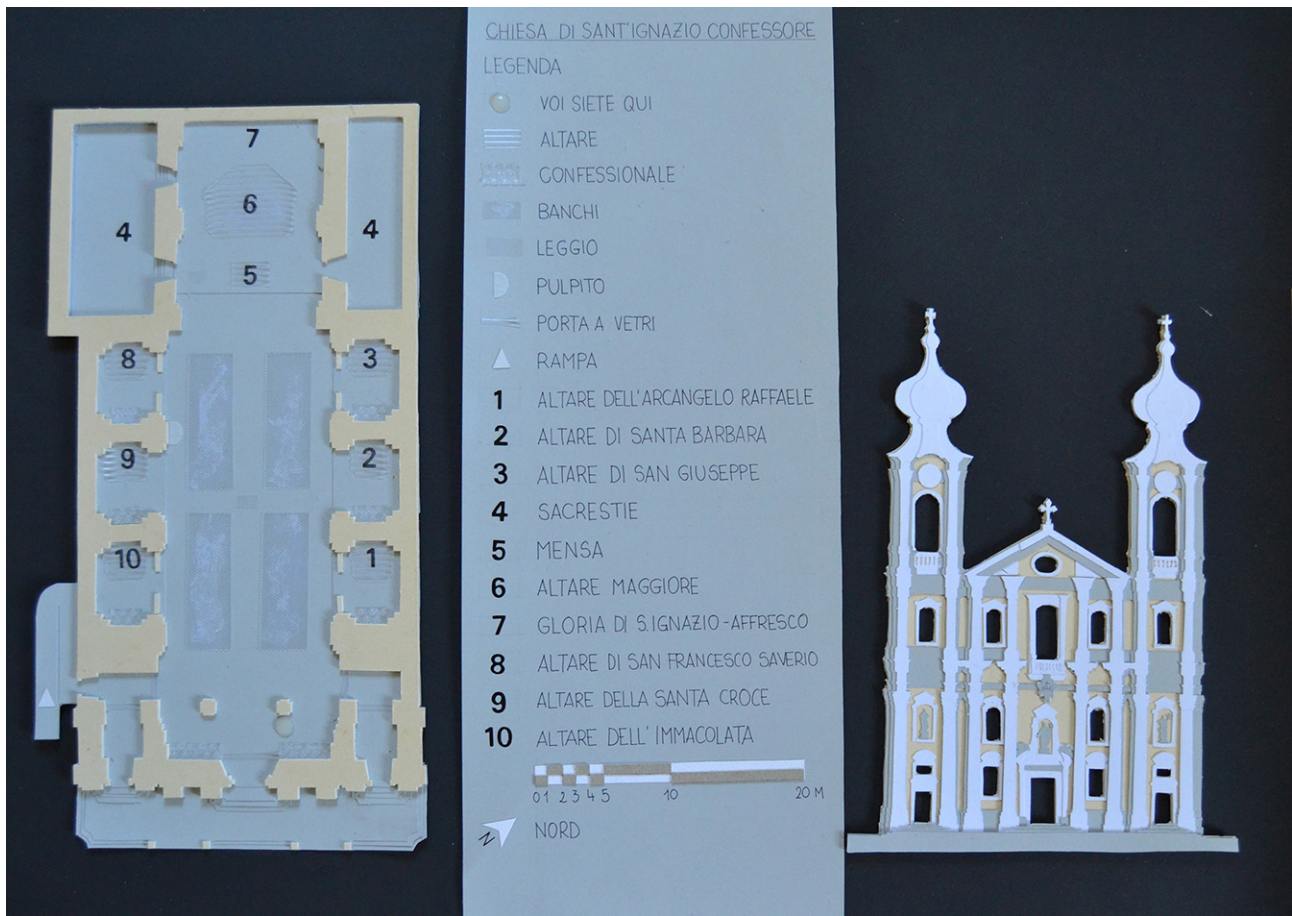 7
6
4
4
5
8
3
9
2
10
1
CHIESA DI SANT'IGNAZIO CONFESSORE
LEGENDA
VOI SIETE QUI
ALTARE
CONFESSIONALE
BANCHI
LEGGIO
PULPITO
PORTA A VETRI
RAMPA
1 ALTARE DELL'ARCANGELO RAFFAELE
2 ALTARE DI SANTA BARBARA
3 ALTARE DI SAN GIUSEPPE
4 SACRESTIE
5 MENSA
6 ALTARE MAGGIORE
7 GLORIA DI S.IGNAZIO-AFFRESCO
8 ALTARE DI SAN FRANCESCO SAVERIO
9 ALTARE DELLA SANTA CROCE
10 ALTARE DELL'IMMACOLATA
0 1 2 3 4 5 10 20 M
N NORD